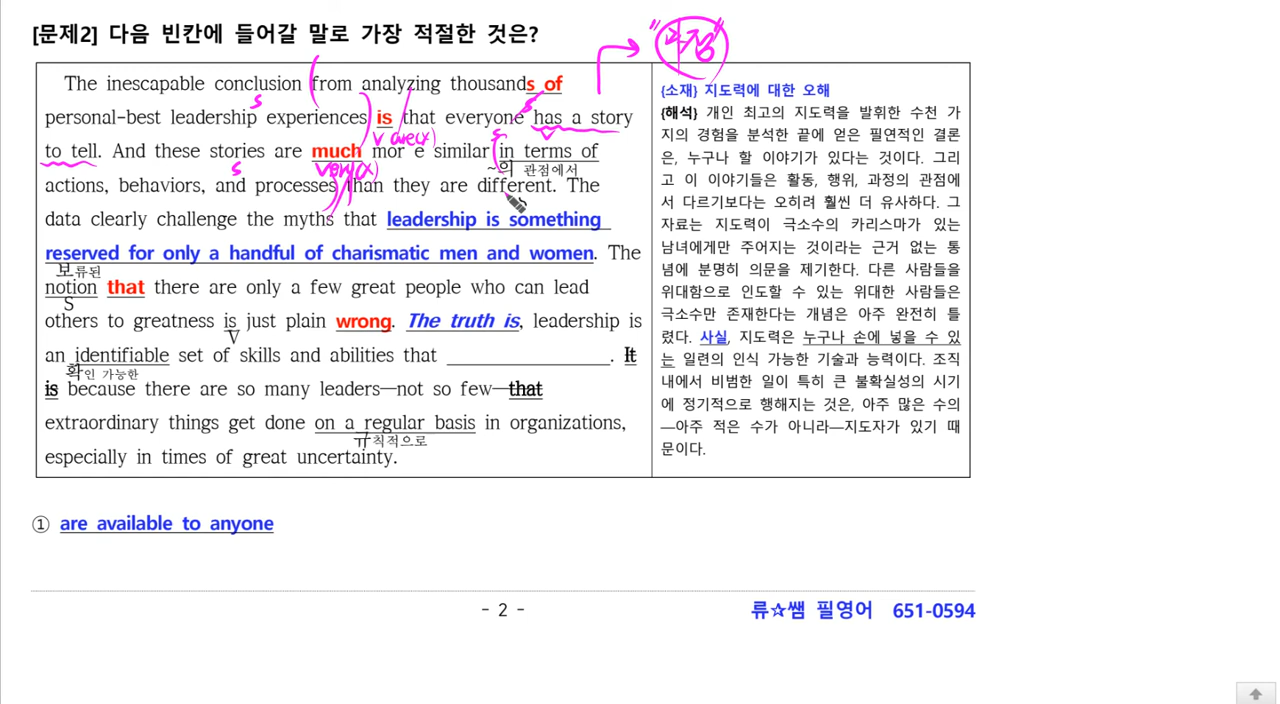 [문제2] 다음 빈칸에 들어갈 말로 가장 적절한 것은?
"관점"
The inescapable conclusion from analyzing thousands of
personal-best leadership experiences is that everyone has a story
to tell. And these stories are much mor e similar in terms of
actions, behaviors, and processes than they are different. The
data clearly challenge the myths that leadership is something
reserved for only a handful of charismatic men and women. The
notion that there are only a few great people who can lead
others to greatness is just plain wrong. The truth is, leadership is
an identifiable set of skills and abilities that ____________. It
is because there are so many leaders—not so few—that
extraordinary things get done on a regular basis in organizations,
especially in times of great uncertainty.
s
s
V are(x)
s
very(x)
~의 관점에서
보류된
S
V
확인 가능한
규칙적으로
{소재} 지도력에 대한 오해
{해석} 개인 최고의 지도력을 발휘한 수천 가
지의 경험을 분석한 끝에 얻은 필연적인 결론
은, 누구나 할 이야기가 있다는 것이다. 그리
고 이 이야기들은 활동, 행위, 과정의 관점에
서 다르기보다는 오히려 훨씬 더 유사하다. 그
자료는 지도력이 극소수의 카리스마가 있는
남녀에게만 주어지는 것이라는 근거 없는 통
념에 분명히 의문을 제기한다. 다른 사람들을
위대함으로 인도할 수 있는 위대한 사람들은
극소수만 존재한다는 개념은 아주 완전히 틀
렸다. 사실, 지도력은 누구나 손에 넣을 수 있
는 일련의 인식 가능한 기술과 능력이다. 조직
내에서 비범한 일이 특히 큰 불확실성의 시기
에 정기적으로 행해지는 것은, 아주 많은 수의
—아주 적은 수가 아니라—지도자가 있기 때
문이다.
① are available to anyone
- 2 -
류☆쌤 필영어 651-0594